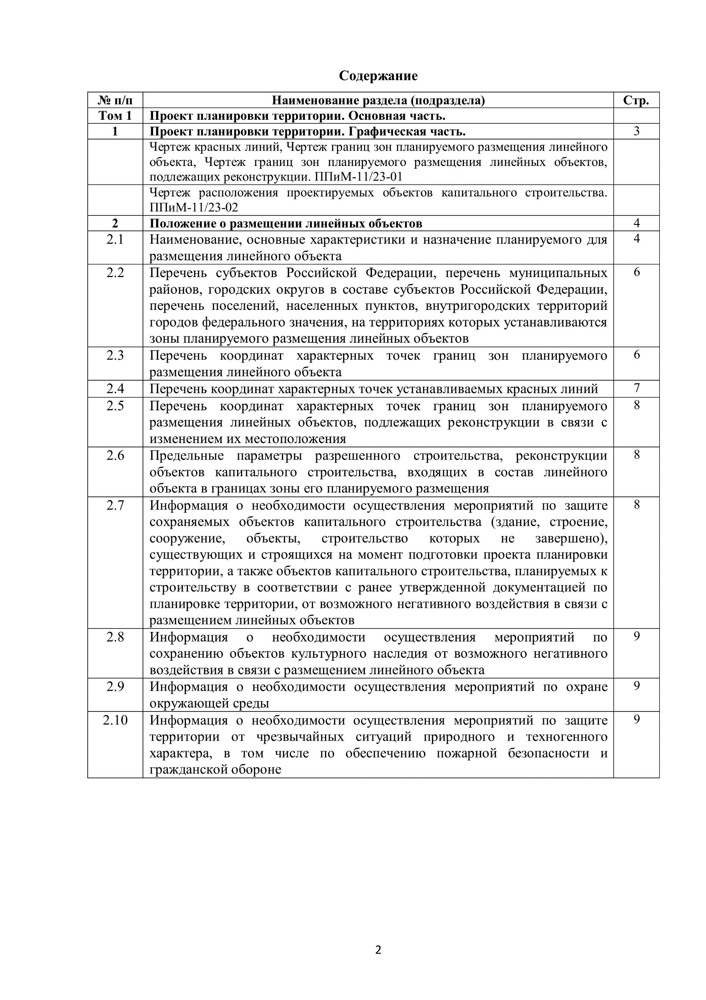 Содержание
№ п/п Наименование раздела (подраздела) Стр.
Том 1 Проект планировки территории. Основная часть.
1 Проект планировки территории. Графическая часть. 3
Чертеж красных линий, Чертеж границ зон планируемого размещения линейного
объекта, Чертеж границ зон планируемого размещения линейных объектов,
подлежащих реконструкции. ППиМ-11/23-01
Чертеж расположения проектируемых объектов капитального строительства.
ППиМ-11/23-02
2 Положение о размещении линейных объектов 4
2.1 Наименование, основные характеристики и назначение планируемого для 4
размещения линейного объекта
2.2 Перечень субъектов Российской Федерации, перечень муниципальных 6
районов, городских округов в составе субъектов Российской Федерации,
перечень поселений, населенных пунктов, внутригородских территорий
городов федерального значения, на территориях которых устанавливаются
зоны планируемого размещения линейных объектов
2.3 Перечень координат характерных точек границ зон планируемого 6
размещения линейного объекта
2.4 Перечень координат характерных точек устанавливаемых красных линий 7
2.5 Перечень координат характерных точек границ зон планируемого 8
размещения линейных объектов, подлежащих реконструкции в связи с
изменением их местоположения
2.6 Предельные параметры разрешенного строительства, реконструкции 8
объектов капитального строительства, входящих в состав линейного
объекта в границах зоны его планируемого размещения
2.7 Информация о необходимости осуществления мероприятий по защите 8
сохраняемых объектов капитального строительства (здание, строение,
сооружение, объекты, строительство которых не завершено),
существующих и строящихся на момент подготовки проекта планировки
территории, а также объектов капитального строительства, планируемых к
строительству в соответствии с ранее утвержденной документацией по
планировке территории, от возможного негативного воздействия в связи с
размещением линейных объектов
2.8 Информация о необходимости осуществления мероприятий по 9
сохранению объектов культурного наследия от возможного негативного
воздействия в связи с размещением линейного объекта
2.9 Информация о необходимости осуществления мероприятий по охране 9
окружающей среды
2.10 Информация о необходимости осуществления мероприятий по защите 9
территории от чрезвычайных ситуаций природного и техногенного
характера, в том числе по обеспечению пожарной безопасности и
гражданской обороне
2